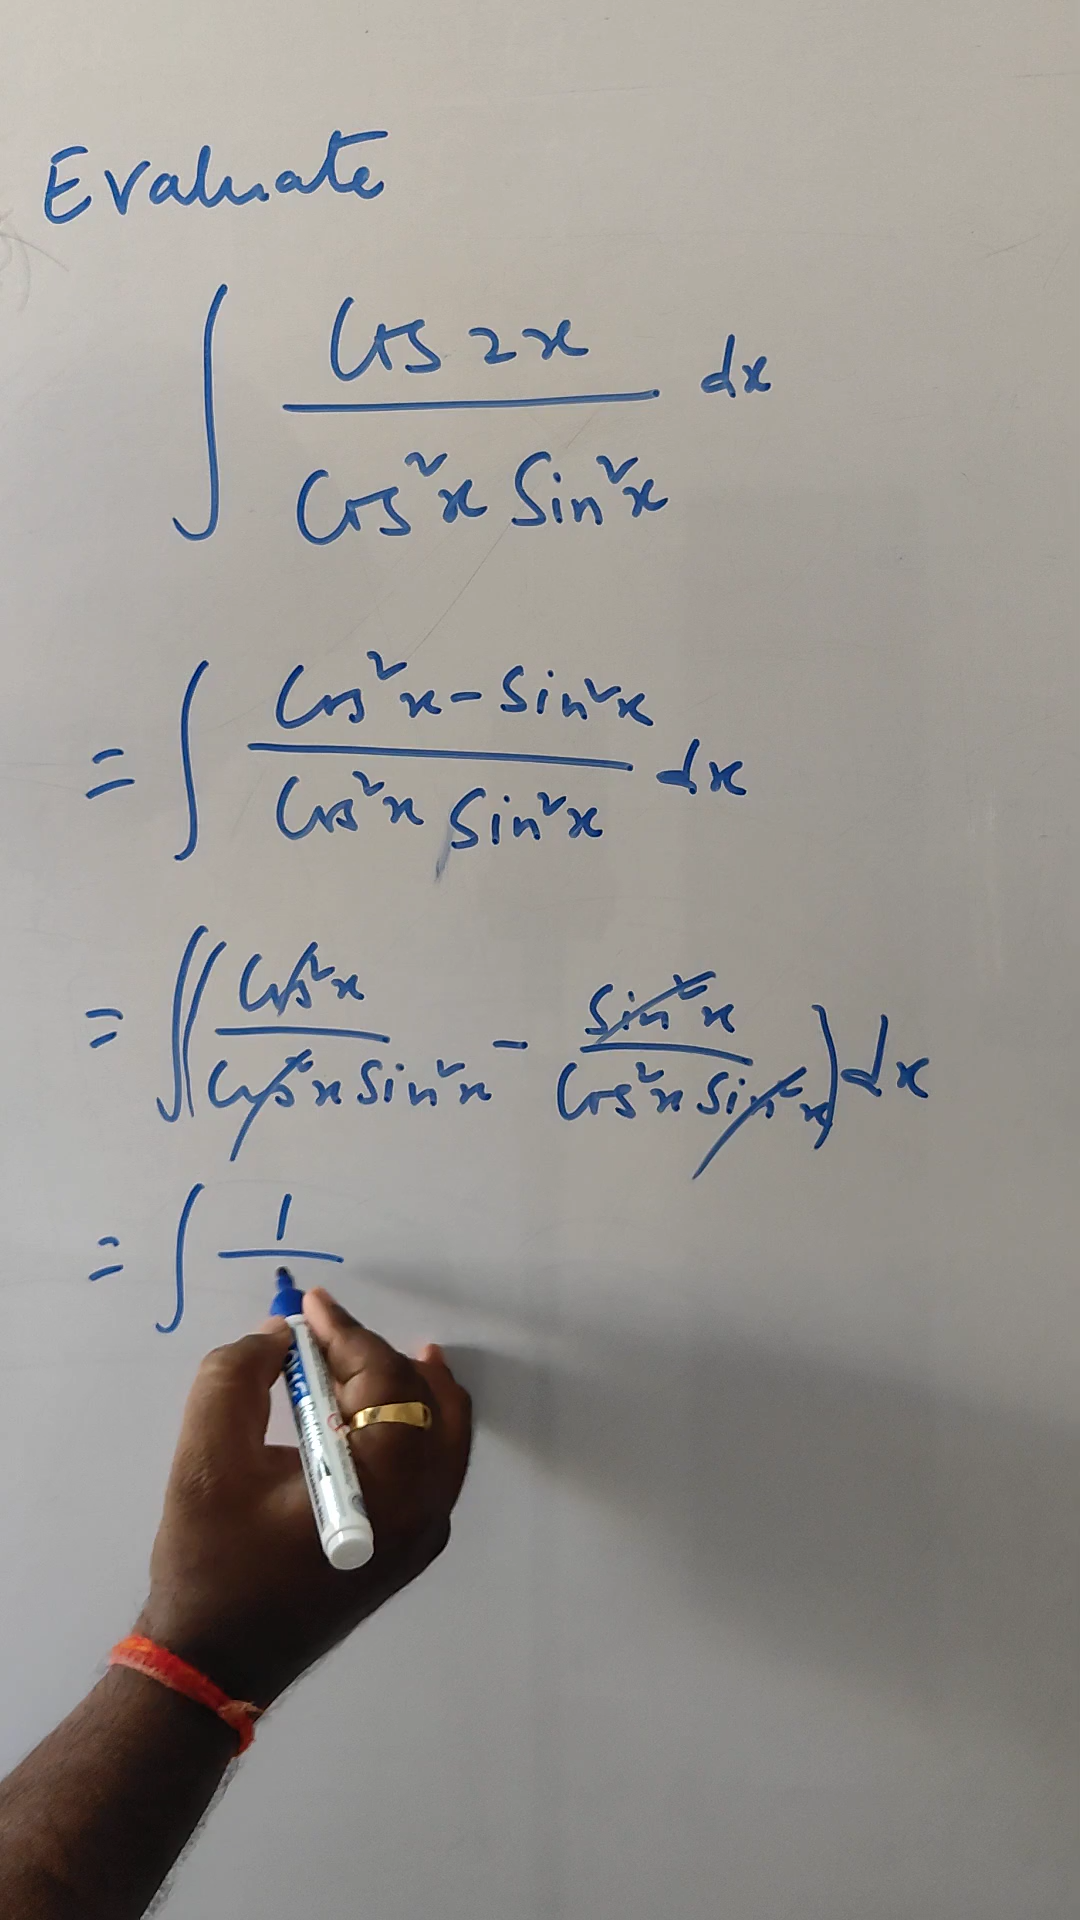 Evaluate
∫ Cos 2x / Cos²x Sin²x dx
= ∫ Cos²x - Sin²x / Cos²x Sin²x dx
= ∫ ( Cos²x / Cos²x Sin²x - Sin²x / Cos²x Sin²x ) dx
= ∫ 1 /